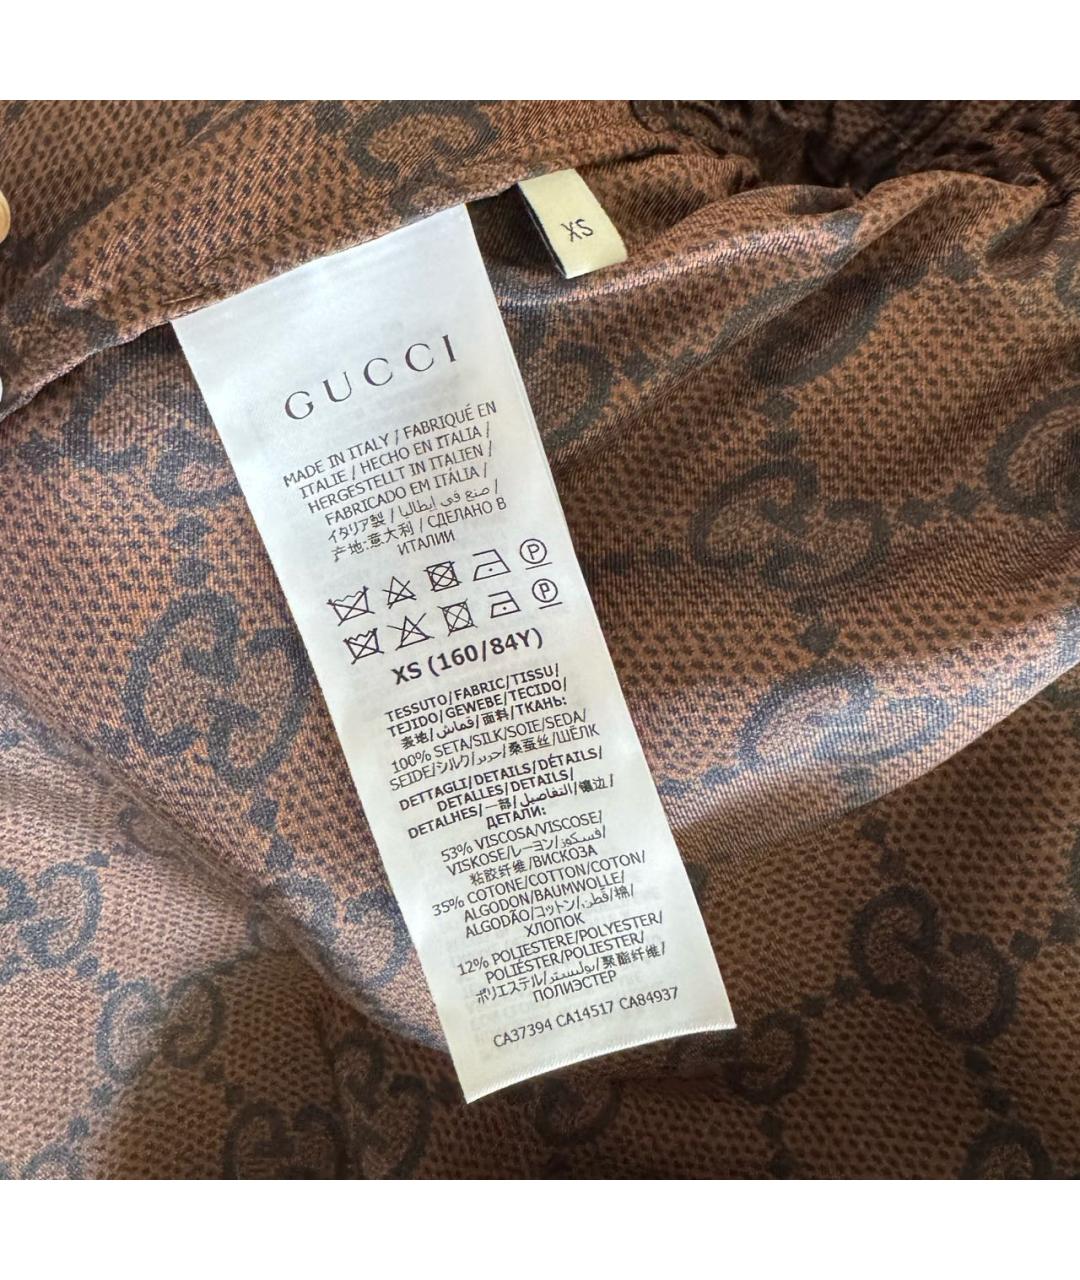 XS
GUCCI
MADE IN ITALY / FABRIQUÉ EN
ITALIE / HECHO EN ITALIA /
HERGESTELLT IN ITALIEN /
FABRICADO EM ITÁLIA /
イタリア製 / صنع في إيطاليا /
产地:意大利 / СДЕЛАНО В
ИТАЛИИ
P
P
XS (160/84Y)
TESSUTO/FABRIC/TISSU/
TEJIDO/GEWEBE/TECIDO/
表地/قماش/面料/ТКАНЬ:
100% SETA/SILK/SOIE/SEDA/
SEIDE/シルク/حرير/桑蚕丝/ШЁЛК
DETTAGLI/DETAILS/DÉTAILS/
DETALLES/DETAILS/
DETALHES/一部/التفاصيل/镶边/
ДЕТАЛИ:
53% VISCOSA/VISCOSE/
VISKOSE/レーヨン/فسكوز/
粘胶纤维/ВИСКОЗА
35% COTONE/COTTON/COTON/
ALGODON/BAUMWOLLE/
ALGODÃO/コットン/قطن/棉/
ХЛОПОК
12% POLIESTERE/POLYESTER/
POLIÉSTER/POLIESTER/
ポリエステル/بوليستر/聚酯纤维/
ПОЛИЭСТЕР
CA37394 CA14517 CA84937